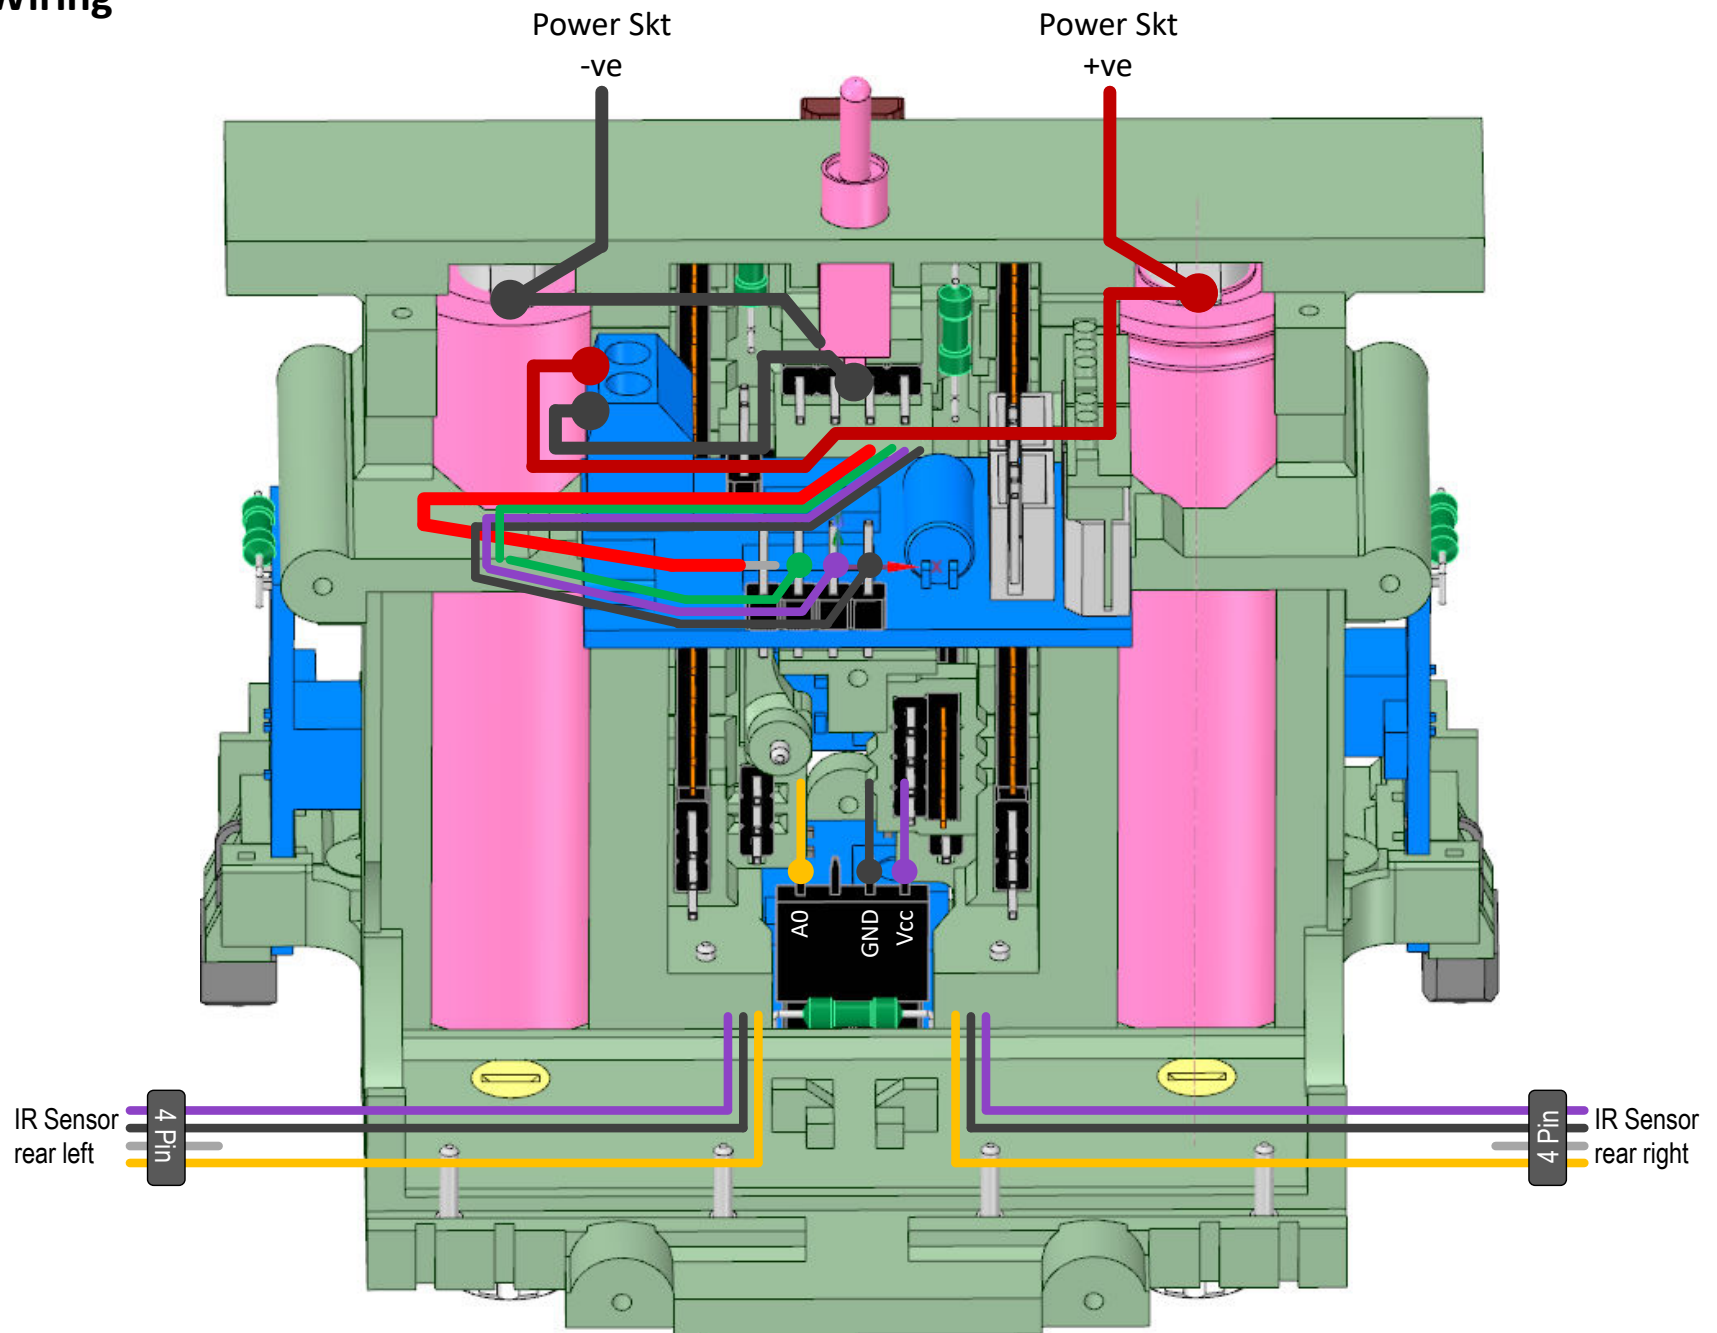 Wiring
Power Skt
-ve
Power Skt
+ve
A0
GND
Vcc
IR Sensor
rear left
4 Pin
4 Pin
IR Sensor
rear right